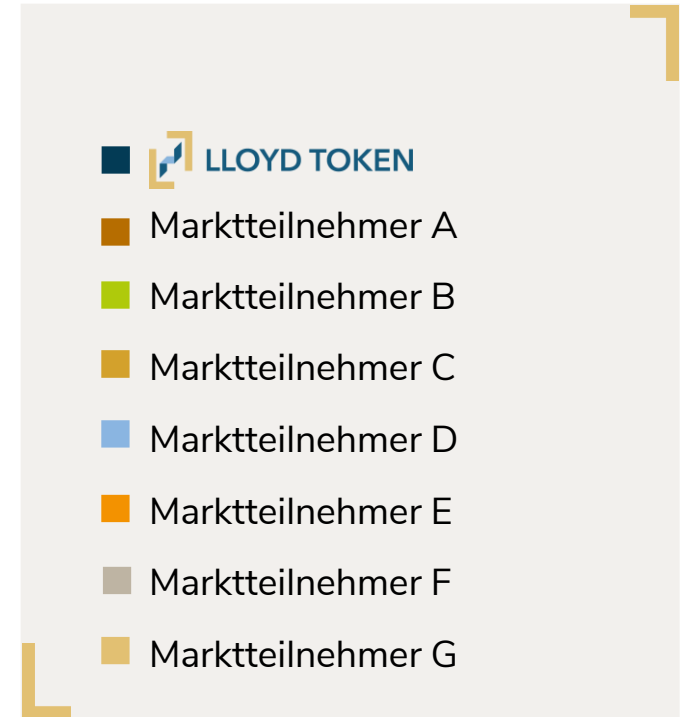 LLOYD TOKEN
Marktteilnehmer A
Marktteilnehmer B
Marktteilnehmer C
Marktteilnehmer D
Marktteilnehmer E
Marktteilnehmer F
Marktteilnehmer G